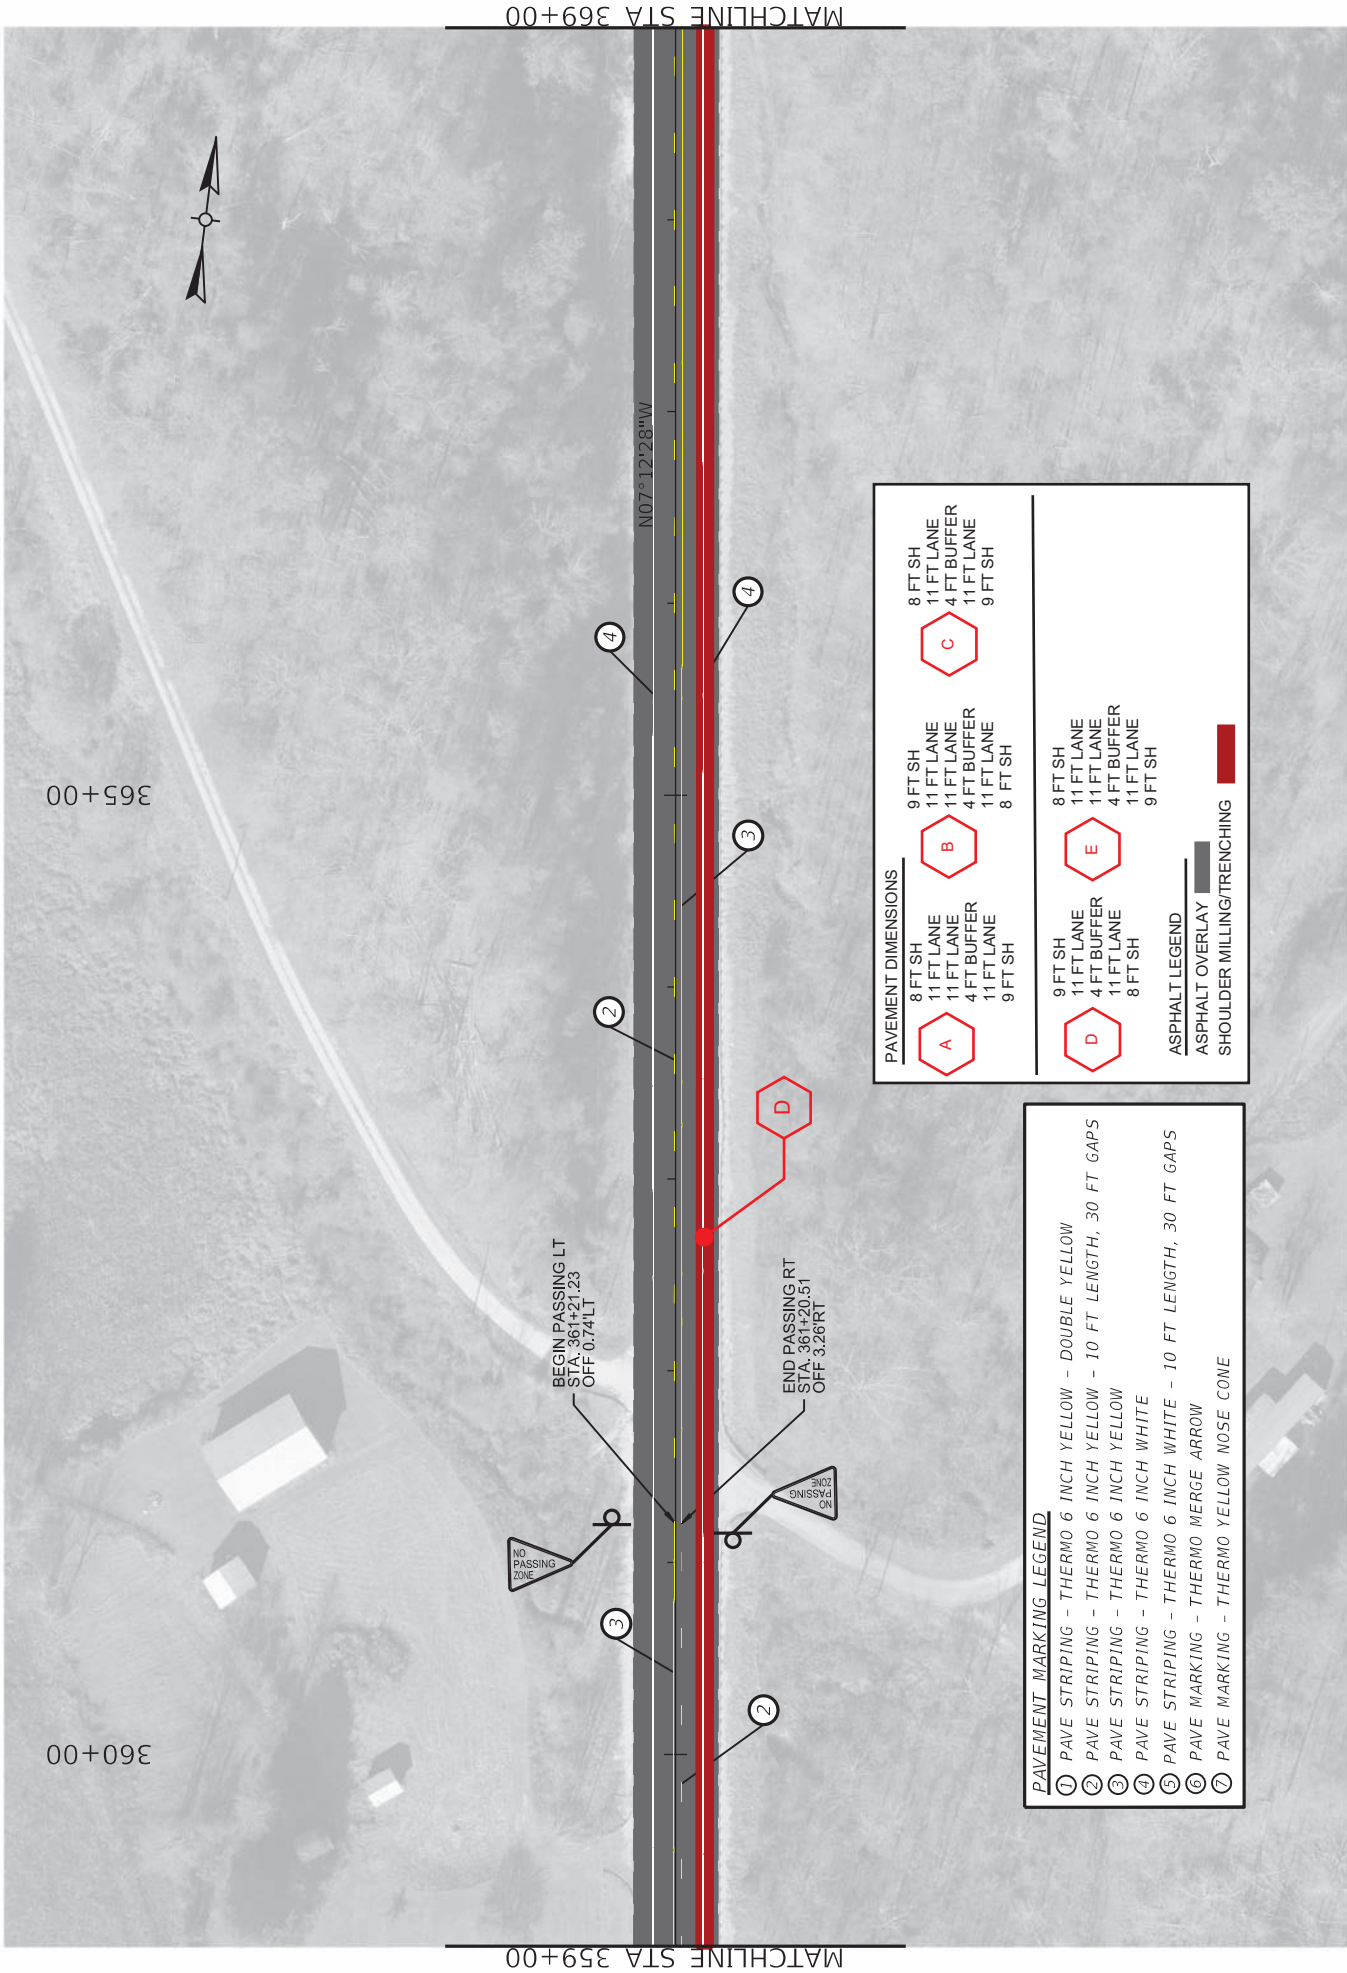 MATCHLINE STA 359+00
MATCHLINE STA 369+00
360+00
365+00
N07°12'28"W
BEGIN PASSING LT
STA. 361+21.23
OFF 0.74'LT
END PASSING RT
STA. 361+20.51
OFF 3.26'RT
NO
PASSING
ZONE
NO
PASSING
ZONE
3
2
2
3
4
4
D
PAVEMENT MARKING LEGEND
1 PAVE STRIPING - THERMO 6 INCH YELLOW - DOUBLE YELLOW
2 PAVE STRIPING - THERMO 6 INCH YELLOW - 10 FT LENGTH, 30 FT GAPS
3 PAVE STRIPING - THERMO 6 INCH YELLOW
4 PAVE STRIPING - THERMO 6 INCH WHITE
5 PAVE STRIPING - THERMO 6 INCH WHITE - 10 FT LENGTH, 30 FT GAPS
6 PAVE MARKING - THERMO MERGE ARROW
7 PAVE MARKING - THERMO YELLOW NOSE CONE
PAVEMENT DIMENSIONS
A
8 FT SH
11 FT LANE
11 FT LANE
4 FT BUFFER
11 FT LANE
9 FT SH
B
9 FT SH
11 FT LANE
11 FT LANE
4 FT BUFFER
11 FT LANE
8 FT SH
C
8 FT SH
11 FT LANE
4 FT BUFFER
11 FT LANE
9 FT SH
D
9 FT SH
11 FT LANE
4 FT BUFFER
11 FT LANE
8 FT SH
E
8 FT SH
11 FT LANE
11 FT LANE
4 FT BUFFER
11 FT LANE
9 FT SH
ASPHALT LEGEND
ASPHALT OVERLAY
SHOULDER MILLING/TRENCHING